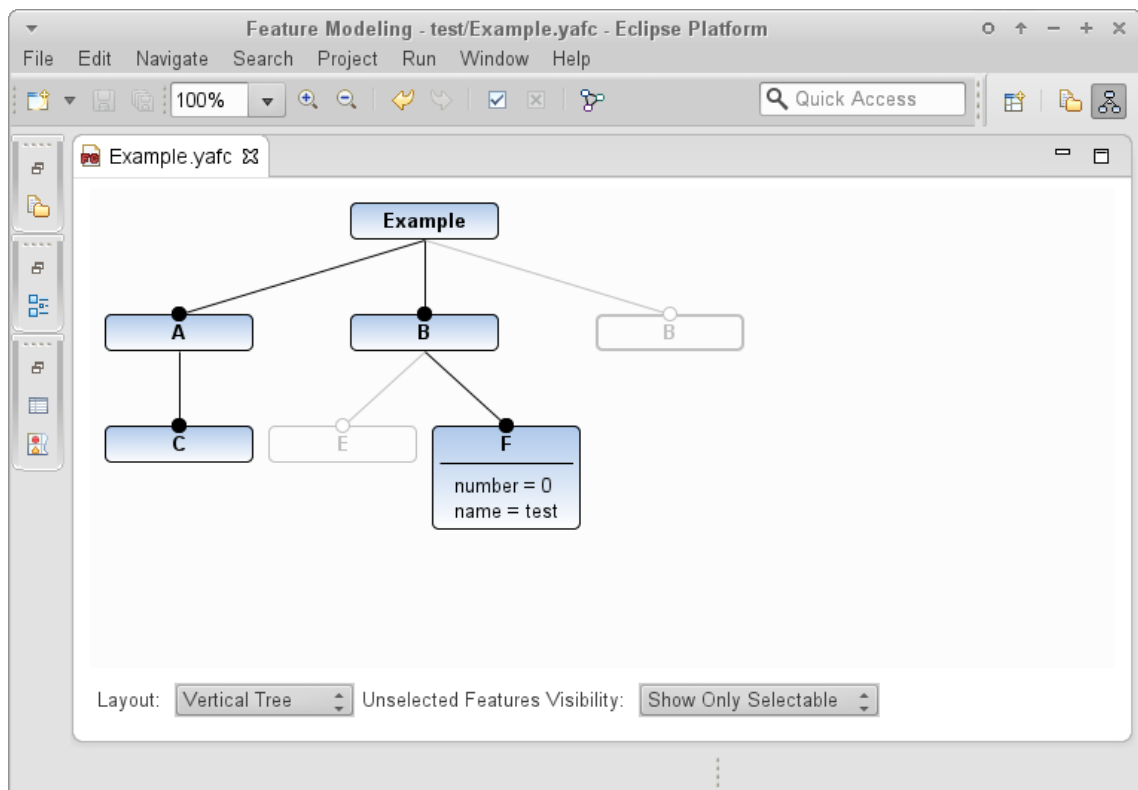 Feature Modeling - test/Example.yafc - Eclipse Platform
File Edit Navigate Search Project Run Window Help
100%
Quick Access
Example.yafc
Example
A
B
B
C
E
F
number = 0
name = test
Layout: Vertical Tree Unselected Features Visibility: Show Only Selectable